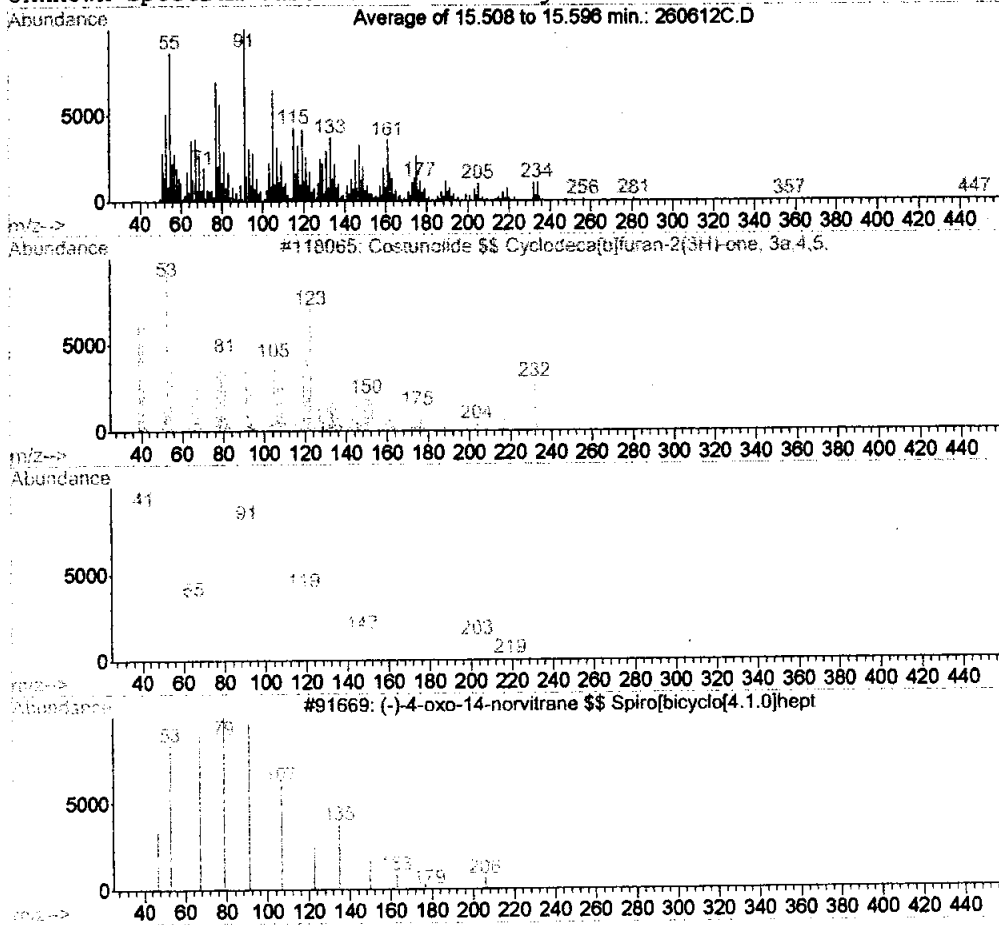 Abundance
Average of 15.508 to 15.596 min.: 260612C.D
55 91
5000
71 115 133 161 177 205 234 256 281 357 447
m/z--> 40 60 80 100 120 140 160 180 200 220 240 260 280 300 320 340 360 380 400 420 440
Abundance
#118065: Costunolide $$ Cyclodeca[b]furan-2(3H)-one, 3a,4,5,
53 123
5000
81 105 150 175 204 232
0
m/z--> 40 60 80 100 120 140 160 180 200 220 240 260 280 300 320 340 360 380 400 420 440
Abundance
41 91
5000
65 119 147 203 219
0
m/z--> 40 60 80 100 120 140 160 180 200 220 240 260 280 300 320 340 360 380 400 420 440
Abundance
#91669: (-)-4-oxo-14-norvitrane $$ Spiro[bicyclo[4.1.0]hept
53 79 107
5000
135 163 179 206
0
m/z--> 40 60 80 100 120 140 160 180 200 220 240 260 280 300 320 340 360 380 400 420 440